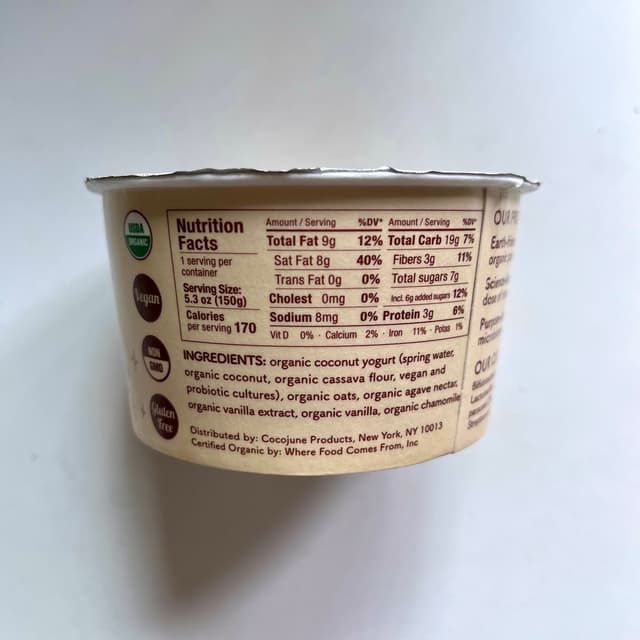 USDA
ORGANIC
Vegan
NON
GMO
Gluten
Free
Nutrition
Facts
1 serving per
container
Serving Size:
5.3 oz (150g)
Calories
per serving 170
Amount / Serving %DV* Amount / Serving %DV*
Total Fat 9g 12% Total Carb 19g 7%
Sat Fat 8g 40% Fibers 3g 11%
Trans Fat 0g 0% Total sugars 7g
Cholest 0mg 0% Incl. 6g added sugars 12%
Sodium 8mg 0% Protein 3g 6%
Vit D 0% · Calcium 2% · Iron 11% · Potas 1%
INGREDIENTS: organic coconut yogurt (spring water,
organic coconut, organic cassava flour, vegan and
probiotic cultures), organic oats, organic agave nectar,
organic vanilla extract, organic vanilla, organic chamomile
Distributed by: Cocojune Products, New York, NY 10013
Certified Organic by: Where Food Comes From, Inc
OUR
Earth-
organic
OUR